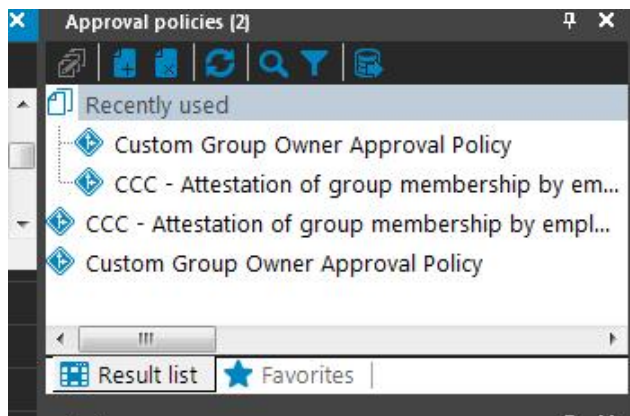 Approval policies (2)
Recently used
Custom Group Owner Approval Policy
CCC - Attestation of group membership by em...
CCC - Attestation of group membership by empl...
Custom Group Owner Approval Policy
Result list Favorites